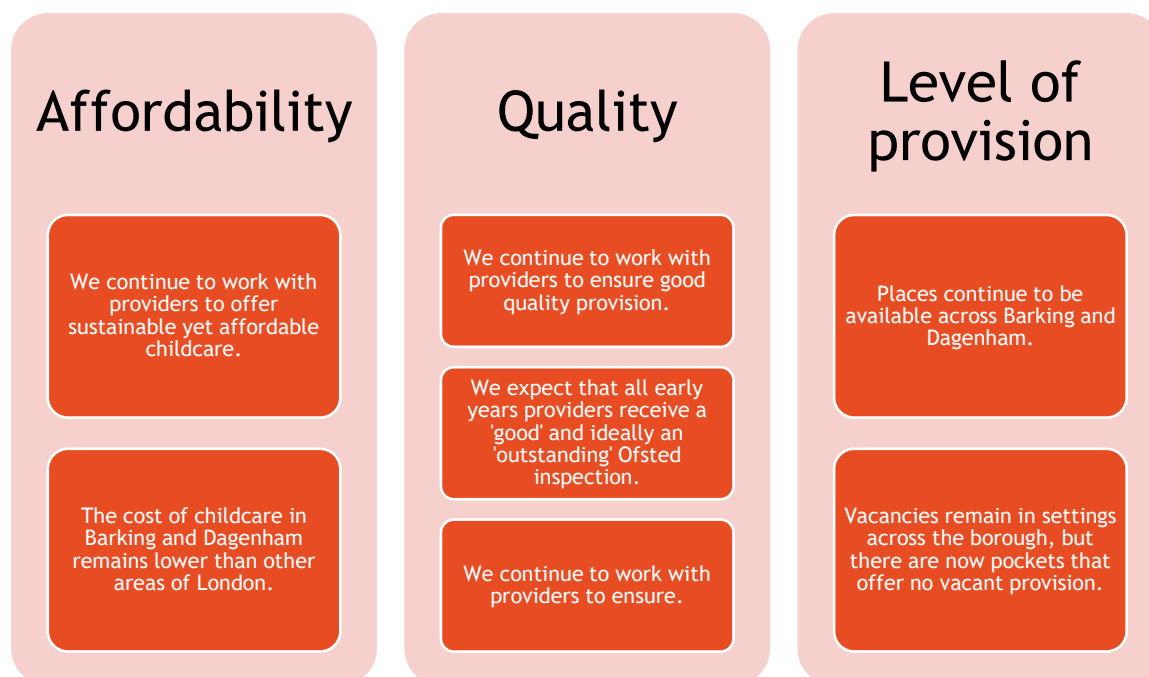 Affordability
We continue to work with
providers to offer
sustainable yet affordable
childcare.
The cost of childcare in
Barking and Dagenham
remains lower than other
areas of London.
Quality
We continue to work with
providers to ensure good
quality provision.
We expect that all early
years providers receive a
'good' and ideally an
'outstanding' Ofsted
inspection.
We continue to work with
providers to ensure.
Level of
provision
Places continue to be
available across Barking and
Dagenham.
Vacancies remain in settings
across the borough, but
there are now pockets that
offer no vacant provision.